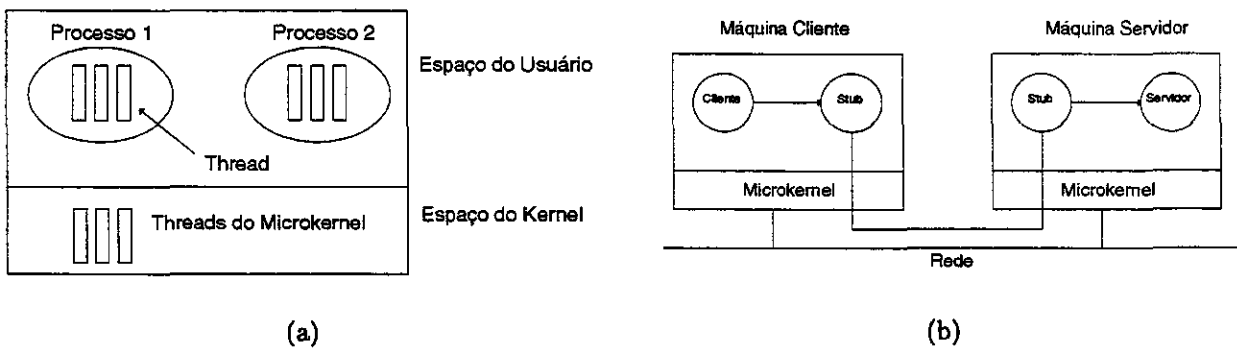 Processo 1
Processo 2
Espaço do Usuário
Thread
Threads do Microkernel
Espaço do Kernel
(a)
Máquina Cliente
Máquina Servidor
Cliente
Stub
Stub
Servidor
Microkernel
Microkernel
Rede
(b)